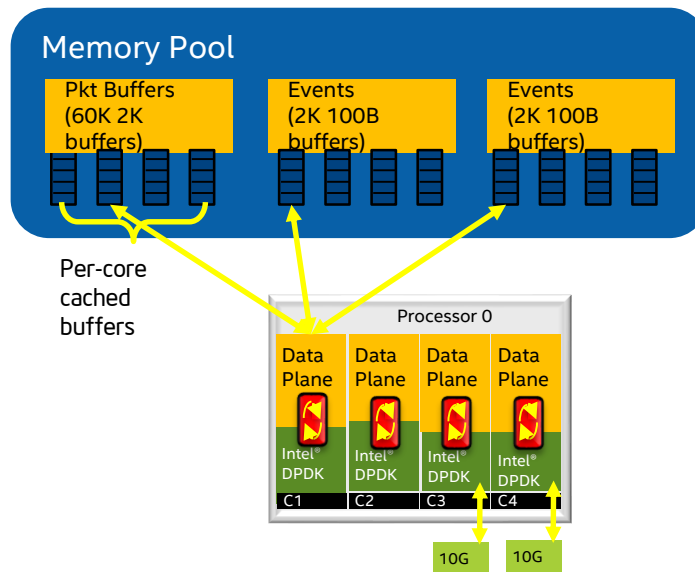 Memory Pool
Pkt Buffers
(60K 2K
buffers)
Events
(2K 100B
buffers)
Events
(2K 100B
buffers)
Per-core
cached
buffers
Processor 0
Data
Plane
Data
Plane
Data
Plane
Data
Plane
Intel®
DPDK
Intel®
DPDK
Intel®
DPDK
Intel®
DPDK
C1
C2
C3
C4
10G
10G